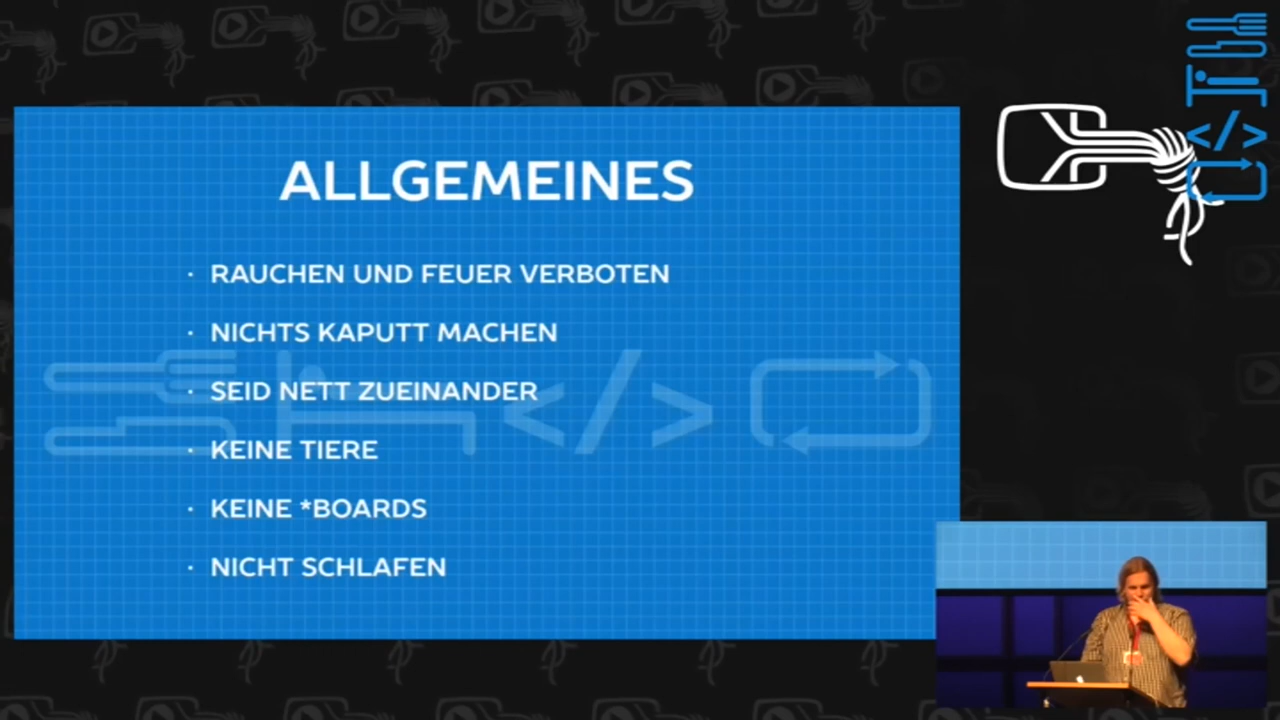 ALLGEMEINES
· RAUCHEN UND FEUER VERBOTEN
· NICHTS KAPUTT MACHEN
· SEID NETT ZUEINANDER
· KEINE TIERE
· KEINE *BOARDS
· NICHT SCHLAFEN